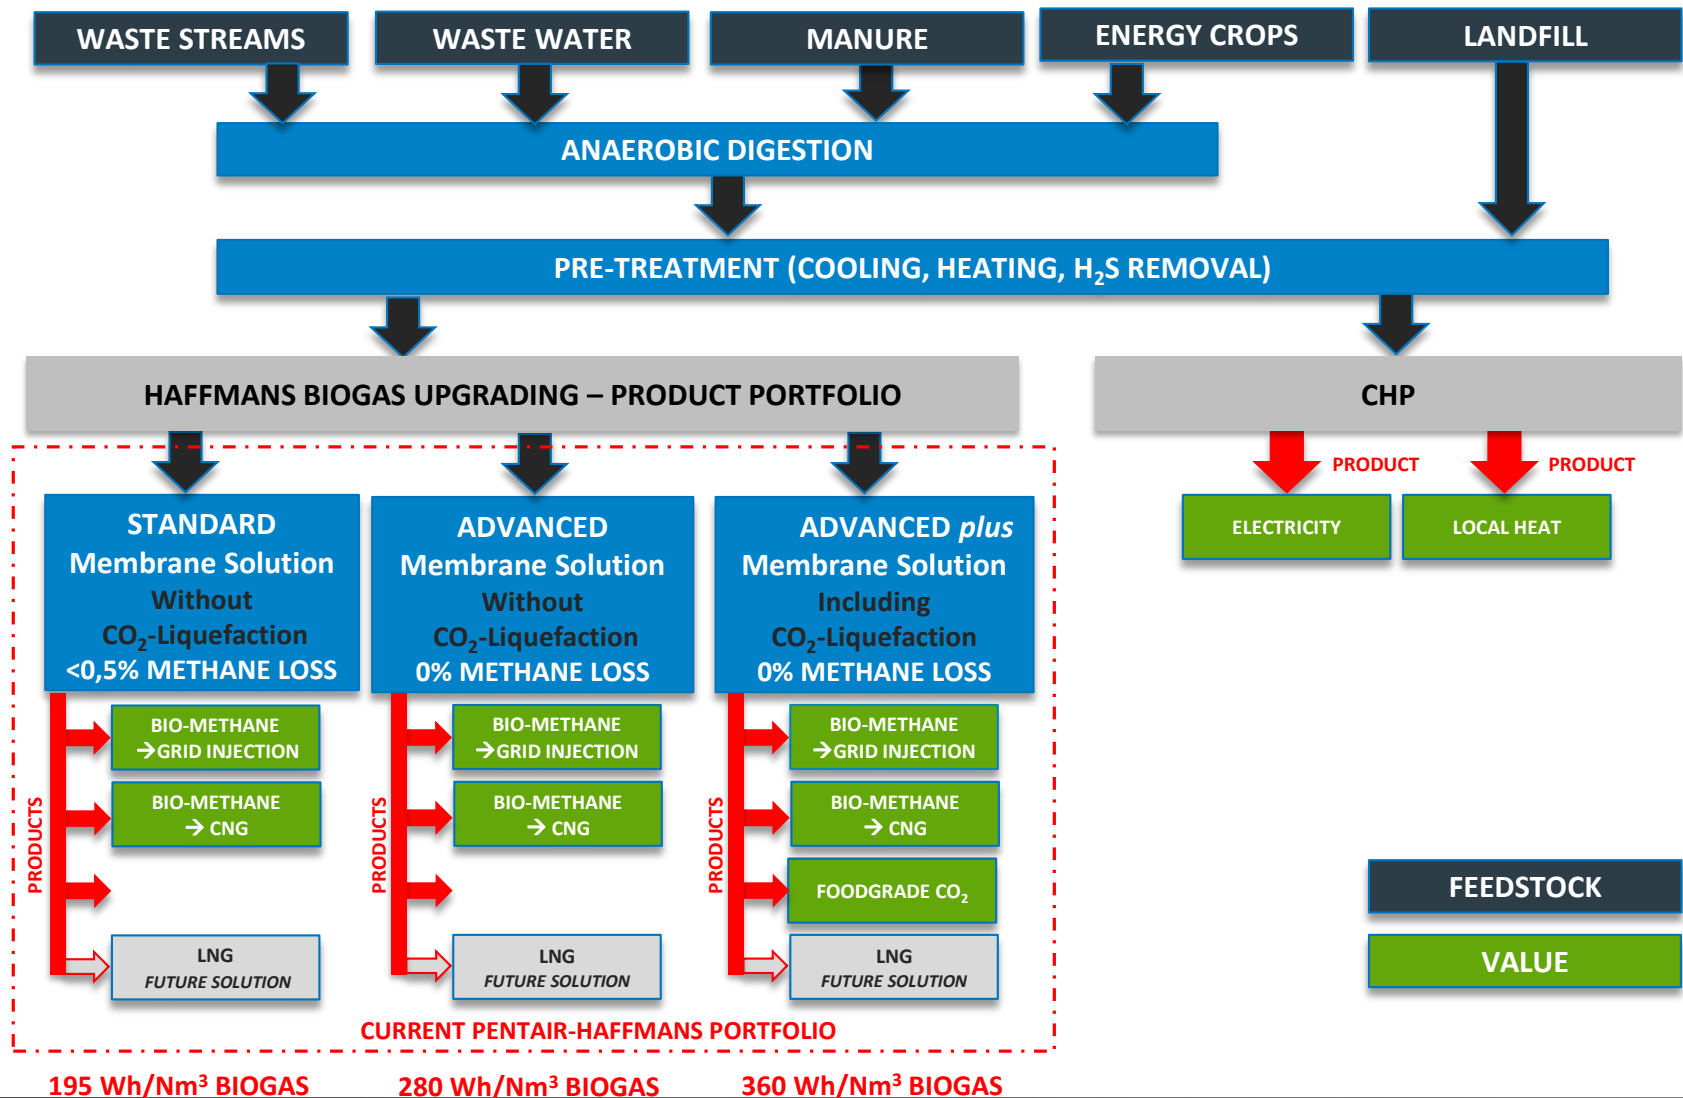 WASTE STREAMS
WASTE WATER
MANURE
ENERGY CROPS
LANDFILL
ANAEROBIC DIGESTION
PRE-TREATMENT (COOLING, HEATING, H₂S REMOVAL)
HAFFMANS BIOGAS UPGRADING – PRODUCT PORTFOLIO
CHP
PRODUCT
PRODUCT
ELECTRICITY
LOCAL HEAT
STANDARD
Membrane Solution
Without
CO₂-Liquefaction
<0,5% METHANE LOSS
ADVANCED
Membrane Solution
Without
CO₂-Liquefaction
0% METHANE LOSS
ADVANCED plus
Membrane Solution
Including
CO₂-Liquefaction
0% METHANE LOSS
PRODUCTS
BIO-METHANE
→GRID INJECTION
BIO-METHANE
→ CNG
LNG
FUTURE SOLUTION
PRODUCTS
BIO-METHANE
→GRID INJECTION
BIO-METHANE
→ CNG
LNG
FUTURE SOLUTION
PRODUCTS
BIO-METHANE
→GRID INJECTION
BIO-METHANE
→ CNG
FOODGRADE CO₂
LNG
FUTURE SOLUTION
FEEDSTOCK
VALUE
CURRENT PENTAIR-HAFFMANS PORTFOLIO
195 Wh/Nm³ BIOGAS
280 Wh/Nm³ BIOGAS
360 Wh/Nm³ BIOGAS